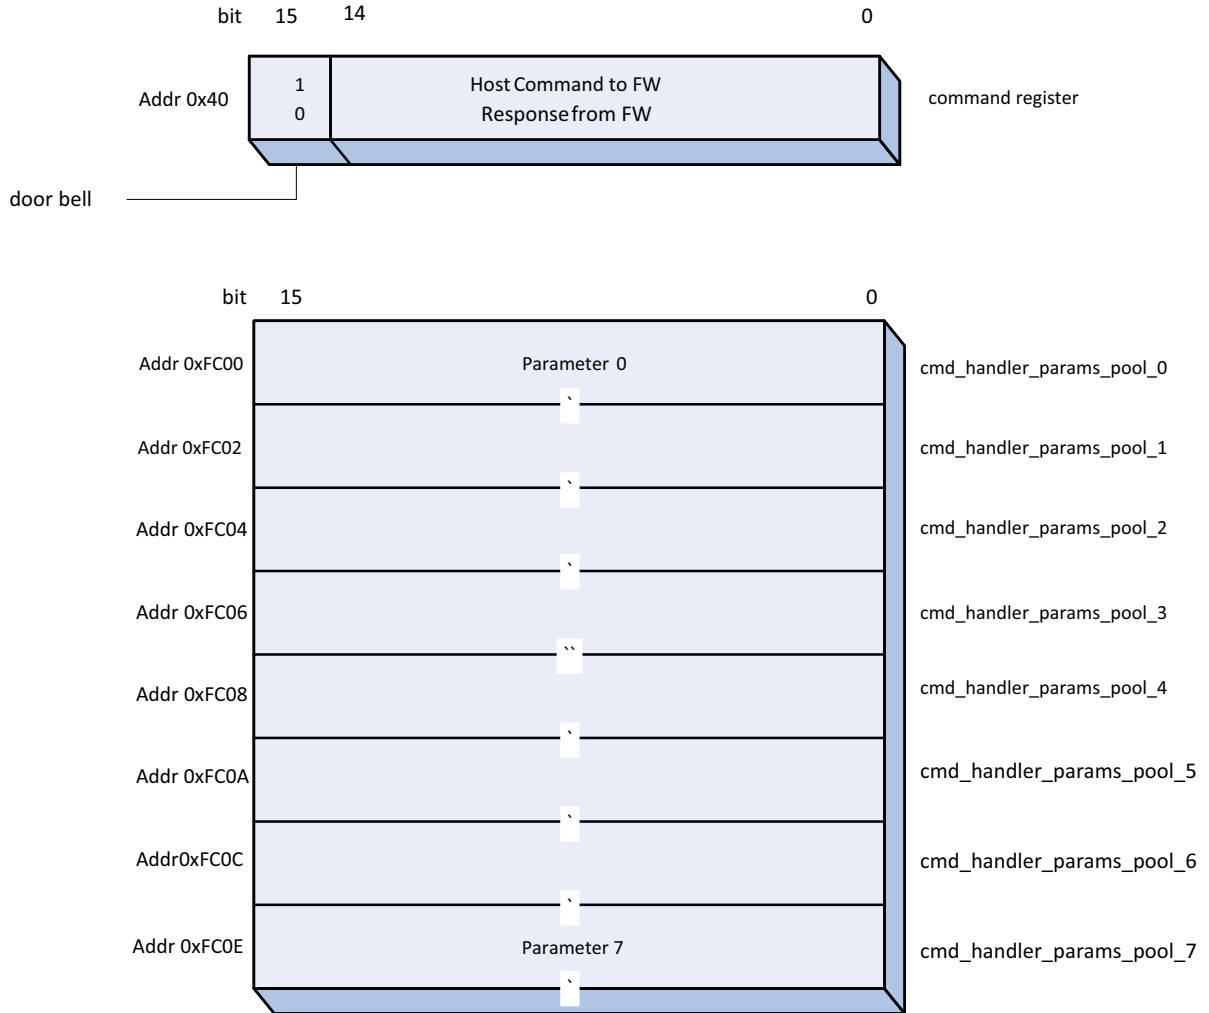 bit 15 14 0
Addr 0x40 1 Host Command to FW command register
0 Response from FW
door bell
bit 15 0
Addr 0xFC00 Parameter 0 cmd_handler_params_pool_0
`
Addr 0xFC02 cmd_handler_params_pool_1
`
Addr 0xFC04 cmd_handler_params_pool_2
`
Addr 0xFC06 cmd_handler_params_pool_3
``
Addr 0xFC08 cmd_handler_params_pool_4
`
Addr 0xFC0A cmd_handler_params_pool_5
`
Addr0xFC0C cmd_handler_params_pool_6
`
Addr 0xFC0E Parameter 7 cmd_handler_params_pool_7
`